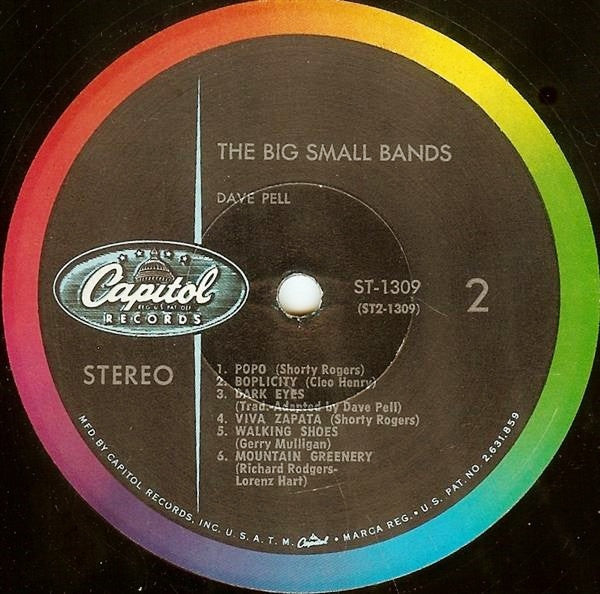 THE BIG SMALL BANDS
DAVE PELL
Capitol
REG. U.S. PAT. OFF.
RECORDS
ST-1309
(ST2-1309)
2
STEREO
1. POPO (Shorty Rogers)
2. BOPLICITY (Cleo Henry)
3. DARK EYES
(Trad.-Adapted by Dave Pell)
4. VIVA ZAPATA (Shorty Rogers)
5. WALKING SHOES
(Gerry Mulligan)
6. MOUNTAIN GREENERY
(Richard Rodgers-
Lorenz Hart)
MFD. BY CAPITOL RECORDS, INC. U. S. A. T. M. Capitol • MARCA REG. • U. S. PAT. NO. 2,631,859